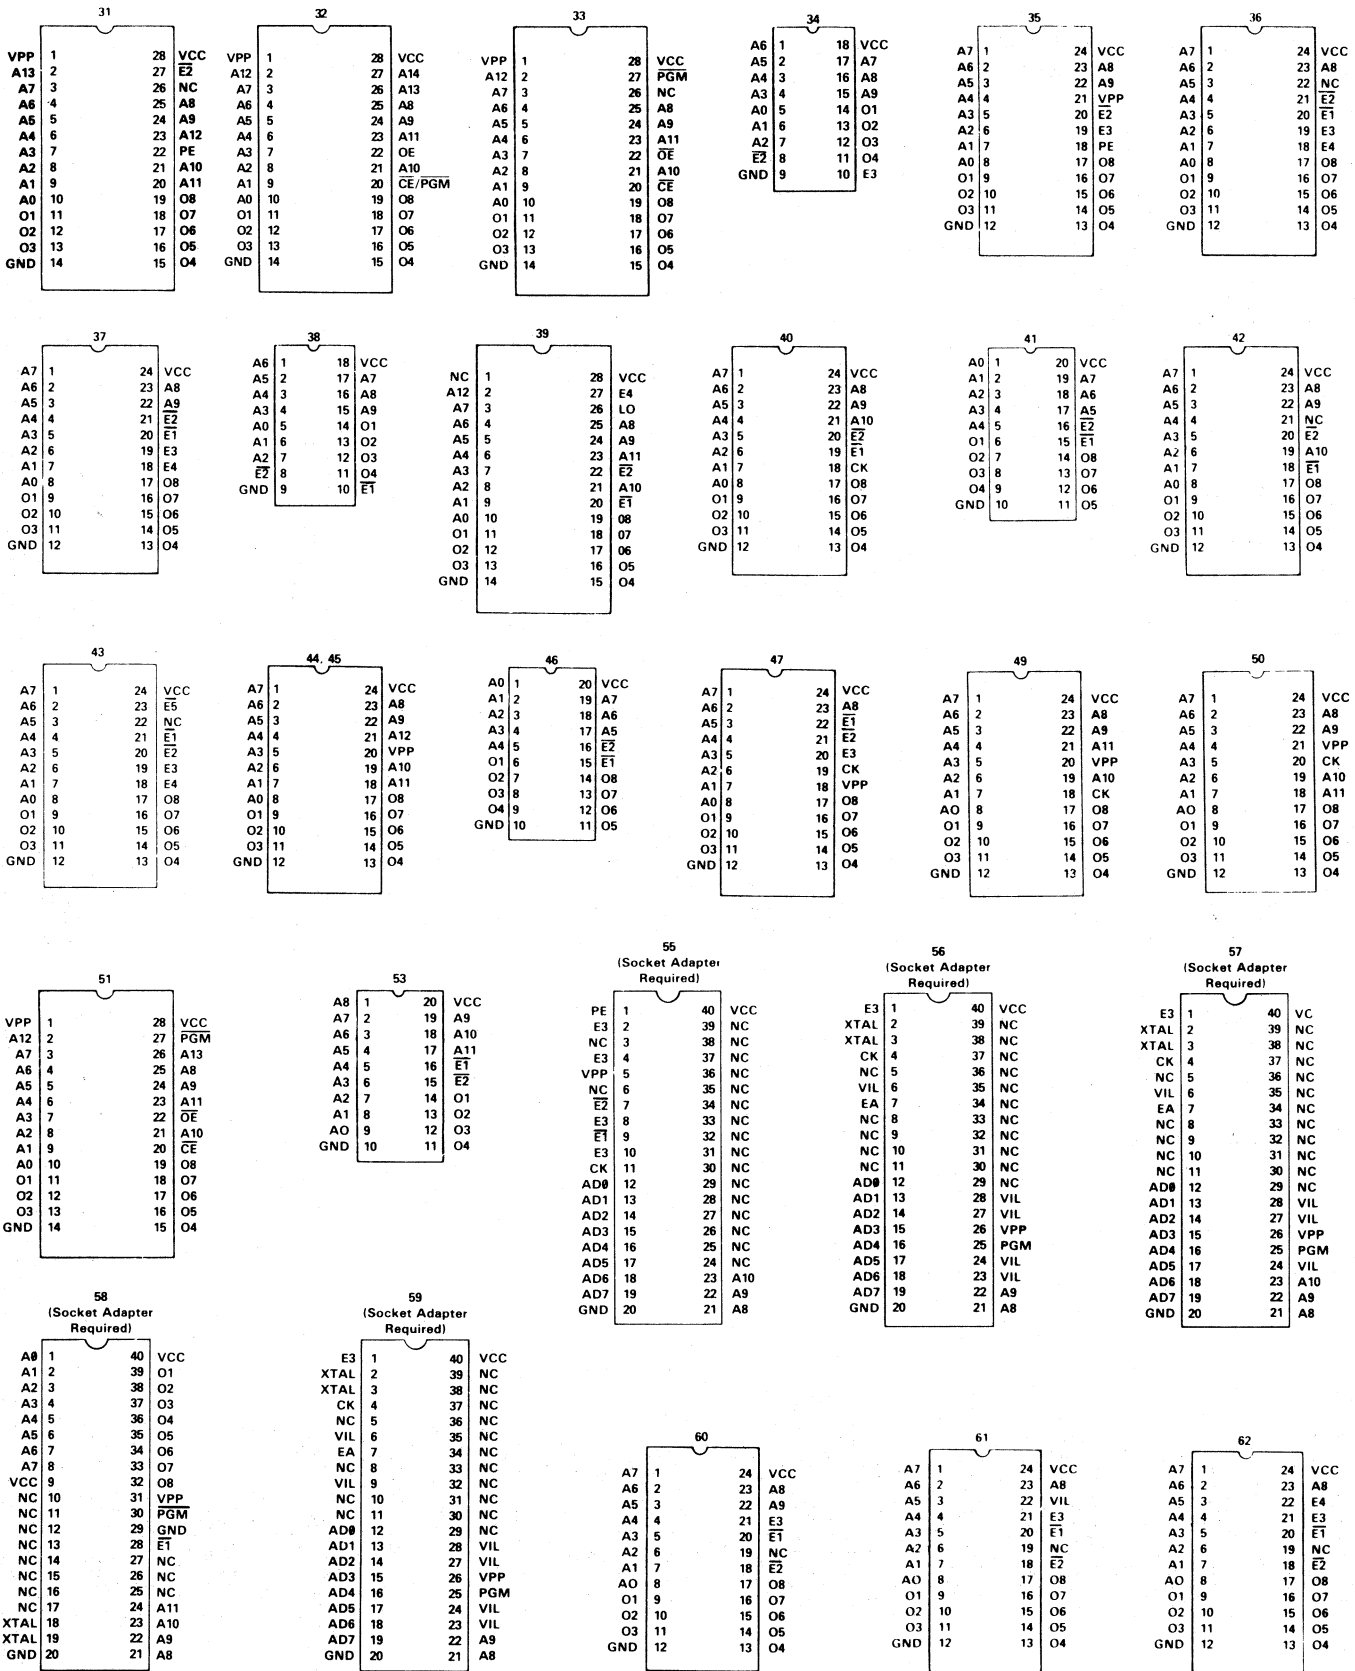 31
VPP 1 28 VCC
A13 2 27 E2
A7 3 26 NC
A6 4 25 A8
A5 5 24 A9
A4 6 23 A12
A3 7 22 PE
A2 8 21 A10
A1 9 20 A11
A0 10 19 O8
O1 11 18 O7
O2 12 17 O6
O3 13 16 O5
GND 14 15 O4
32
VPP 1 28 VCC
A12 2 27 A14
A7 3 26 A13
A6 4 25 A8
A5 5 24 A9
A4 6 23 A11
A3 7 22 OE
A2 8 21 A10
A1 9 20 CE/PGM
A0 10 19 O8
O1 11 18 O7
O2 12 17 O6
O3 13 16 O5
GND 14 15 O4
33
VPP 1 28 VCC
A12 2 27 PGM
A7 3 26 NC
A6 4 25 A8
A5 5 24 A9
A4 6 23 A11
A3 7 22 OE
A2 8 21 A10
A1 9 20 CE
A0 10 19 O8
O1 11 18 O7
O2 12 17 O6
O3 13 16 O5
GND 14 15 O4
34
A6 1 18 VCC
A5 2 17 A7
A4 3 16 A8
A3 4 15 A9
A0 5 14 O1
A1 6 13 O2
A2 7 12 O3
E2 8 11 O4
GND 9 10 E3
35
A7 1 24 VCC
A6 2 23 A8
A5 3 22 A9
A4 4 21 VPP
A3 5 20 E2
A2 6 19 E3
A1 7 18 PE
A0 8 17 O8
O1 9 16 O7
O2 10 15 O6
O3 11 14 O5
GND 12 13 O4
36
A7 1 24 VCC
A6 2 23 A8
A5 3 22 NC
A4 4 21 E2
A3 5 20 E1
A2 6 19 E3
A1 7 18 E4
A0 8 17 O8
O1 9 16 O7
O2 10 15 O6
O3 11 14 O5
GND 12 13 O4
37
A7 1 24 VCC
A6 2 23 A8
A5 3 22 A9
A4 4 21 E2
A3 5 20 E1
A2 6 19 E3
A1 7 18 E4
A0 8 17 O8
O1 9 16 O7
O2 10 15 O6
O3 11 14 O5
GND 12 13 O4
38
A6 1 18 VCC
A5 2 17 A7
A4 3 16 A8
A3 4 15 A9
A0 5 14 O1
A1 6 13 O2
A2 7 12 O3
E2 8 11 O4
GND 9 10 E1
39
NC 1 28 VCC
A12 2 27 E4
A7 3 26 LO
A6 4 25 A8
A5 5 24 A9
A4 6 23 A11
A3 7 22 E2
A2 8 21 A10
A1 9 20 E1
A0 10 19 08
O1 11 18 07
O2 12 17 06
O3 13 16 O5
GND 14 15 O4
40
A7 1 24 VCC
A6 2 23 A8
A5 3 22 A9
A4 4 21 A10
A3 5 20 E2
A2 6 19 E1
A1 7 18 CK
A0 8 17 O8
O1 9 16 O7
O2 10 15 O6
O3 11 14 O5
GND 12 13 O4
41
A0 1 20 VCC
A1 2 19 A7
A2 3 18 A6
A3 4 17 A5
A4 5 16 E2
O1 6 15 E1
O2 7 14 O8
O3 8 13 O7
O4 9 12 O6
GND 10 11 O5
42
A7 1 24 VCC
A6 2 23 A8
A5 3 22 A9
A4 4 21 NC
A3 5 20 E2
A2 6 19 A10
A1 7 18 E1
A0 8 17 O8
O1 9 16 O7
O2 10 15 O6
O3 11 14 O5
GND 12 13 O4
43
A7 1 24 VCC
A6 2 23 E5
A5 3 22 NC
A4 4 21 E1
A3 5 20 E2
A2 6 19 E3
A1 7 18 E4
A0 8 17 O8
O1 9 16 O7
O2 10 15 O6
O3 11 14 O5
GND 12 13 O4
44, 45
A7 1 24 VCC
A6 2 23 A8
A5 3 22 A9
A4 4 21 A12
A3 5 20 VPP
A2 6 19 A10
A1 7 18 A11
A0 8 17 O8
O1 9 16 O7
O2 10 15 O6
O3 11 14 O5
GND 12 13 O4
46
A0 1 20 VCC
A1 2 19 A7
A2 3 18 A6
A3 4 17 A5
A4 5 16 E2
O1 6 15 E1
O2 7 14 O8
O3 8 13 O7
O4 9 12 O6
GND 10 11 O5
47
A7 1 24 VCC
A6 2 23 A8
A5 3 22 E1
A4 4 21 E2
A3 5 20 E3
A2 6 19 CK
A1 7 18 VPP
A0 8 17 O8
O1 9 16 O7
O2 10 15 O6
O3 11 14 O5
GND 12 13 O4
49
A7 1 24 VCC
A6 2 23 A8
A5 3 22 A9
A4 4 21 A11
A3 5 20 VPP
A2 6 19 A10
A1 7 18 CK
AO 8 17 O8
O1 9 16 O7
O2 10 15 O6
O3 11 14 O5
GND 12 13 O4
50
A7 1 24 VCC
A6 2 23 A8
A5 3 22 A9
A4 4 21 VPP
A3 5 20 CK
A2 6 19 A10
A1 7 18 A11
AO 8 17 O8
O1 9 16 O7
O2 10 15 O6
O3 11 14 O5
GND 12 13 O4
51
VPP 1 28 VCC
A12 2 27 PGM
A7 3 26 A13
A6 4 25 A8
A5 5 24 A9
A4 6 23 A11
A3 7 22 OE
A2 8 21 A10
A1 9 20 CE
A0 10 19 O8
O1 11 18 O7
O2 12 17 O6
O3 13 16 O5
GND 14 15 O4
53
A8 1 20 VCC
A7 2 19 A9
A6 3 18 A10
A5 4 17 A11
A4 5 16 E1
A3 6 15 E2
A2 7 14 O1
A1 8 13 O2
AO 9 12 O3
GND 10 11 O4
55
(Socket Adapter
Required)
PE 1 40 VCC
E3 2 39 NC
NC 3 38 NC
E3 4 37 NC
VPP 5 36 NC
NC 6 35 NC
E2 7 34 NC
E3 8 33 NC
E1 9 32 NC
E3 10 31 NC
CK 11 30 NC
AD0 12 29 NC
AD1 13 28 NC
AD2 14 27 NC
AD3 15 26 NC
AD4 16 25 NC
AD5 17 24 NC
AD6 18 23 A10
AD7 19 22 A9
GND 20 21 A8
56
(Socket Adapter
Required)
E3 1 40 VCC
XTAL 2 39 NC
XTAL 3 38 NC
CK 4 37 NC
NC 5 36 NC
VIL 6 35 NC
EA 7 34 NC
NC 8 33 NC
NC 9 32 NC
NC 10 31 NC
NC 11 30 NC
AD0 12 29 NC
AD1 13 28 VIL
AD2 14 27 VIL
AD3 15 26 VPP
AD4 16 25 PGM
AD5 17 24 VIL
AD6 18 23 VIL
AD7 19 22 A9
GND 20 21 A8
57
(Socket Adapter
Required)
E3 1 40 VC
XTAL 2 39 NC
XTAL 3 38 NC
CK 4 37 NC
NC 5 36 NC
VIL 6 35 NC
EA 7 34 NC
NC 8 33 NC
NC 9 32 NC
NC 10 31 NC
NC 11 30 NC
AD0 12 29 NC
AD1 13 28 VIL
AD2 14 27 VIL
AD3 15 26 VPP
AD4 16 25 PGM
AD5 17 24 VIL
AD6 18 23 A10
AD7 19 22 A9
GND 20 21 A8
58
(Socket Adapter
Required)
A0 1 40 VCC
A1 2 39 O1
A2 3 38 O2
A3 4 37 O3
A4 5 36 O4
A5 6 35 O5
A6 7 34 O6
A7 8 33 O7
VCC 9 32 O8
NC 10 31 VPP
NC 11 30 PGM
NC 12 29 GND
NC 13 28 E1
NC 14 27 NC
NC 15 26 NC
NC 16 25 NC
NC 17 24 A11
XTAL 18 23 A10
XTAL 19 22 A9
GND 20 21 A8
59
(Socket Adapter
Required)
E3 1 40 VCC
XTAL 2 39 NC
XTAL 3 38 NC
CK 4 37 NC
NC 5 36 NC
VIL 6 35 NC
EA 7 34 NC
NC 8 33 NC
VIL 9 32 NC
NC 10 31 NC
NC 11 30 NC
AD0 12 29 NC
AD1 13 28 VIL
AD2 14 27 VIL
AD3 15 26 VPP
AD4 16 25 PGM
AD5 17 24 VIL
AD6 18 23 VIL
AD7 19 22 A9
GND 20 21 A8
60
A7 1 24 VCC
A6 2 23 A8
A5 3 22 A9
A4 4 21 E3
A3 5 20 E1
A2 6 19 NC
A1 7 18 E2
AO 8 17 O8
O1 9 16 O7
O2 10 15 O6
O3 11 14 O5
GND 12 13 O4
61
A7 1 24 VCC
A6 2 23 A8
A5 3 22 VIL
A4 4 21 E3
A3 5 20 E1
A2 6 19 NC
A1 7 18 E2
AO 8 17 O8
O1 9 16 O7
O2 10 15 O6
O3 11 14 O5
GND 12 13 O4
62
A7 1 24 VCC
A6 2 23 A8
A5 3 22 E4
A4 4 21 E3
A3 5 20 E1
A2 6 19 NC
A1 7 18 E2
AO 8 17 O8
O1 9 16 O7
O2 10 15 O6
O3 11 14 O5
GND 12 13 O4